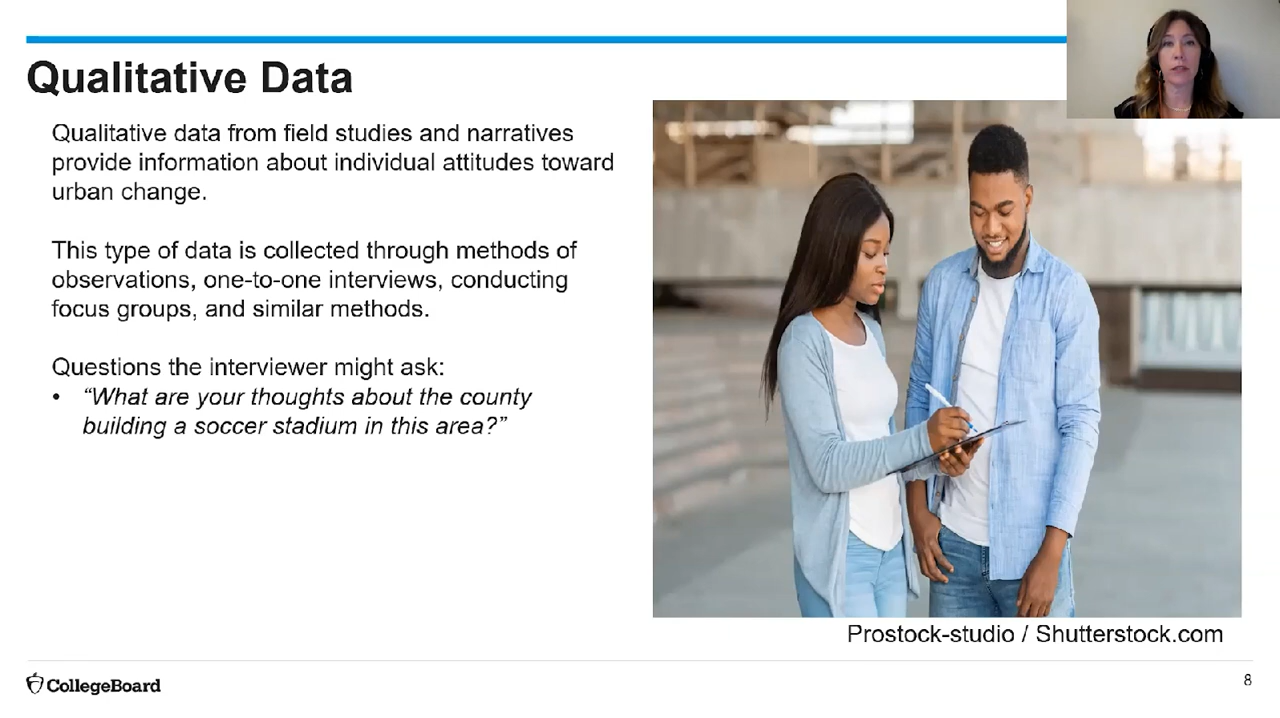 Qualitative Data
Qualitative data from field studies and narratives
provide information about individual attitudes toward
urban change.
This type of data is collected through methods of
observations, one-to-one interviews, conducting
focus groups, and similar methods.
Questions the interviewer might ask:
• “What are your thoughts about the county
building a soccer stadium in this area?”
Prostock-studio / Shutterstock.com
CollegeBoard
8